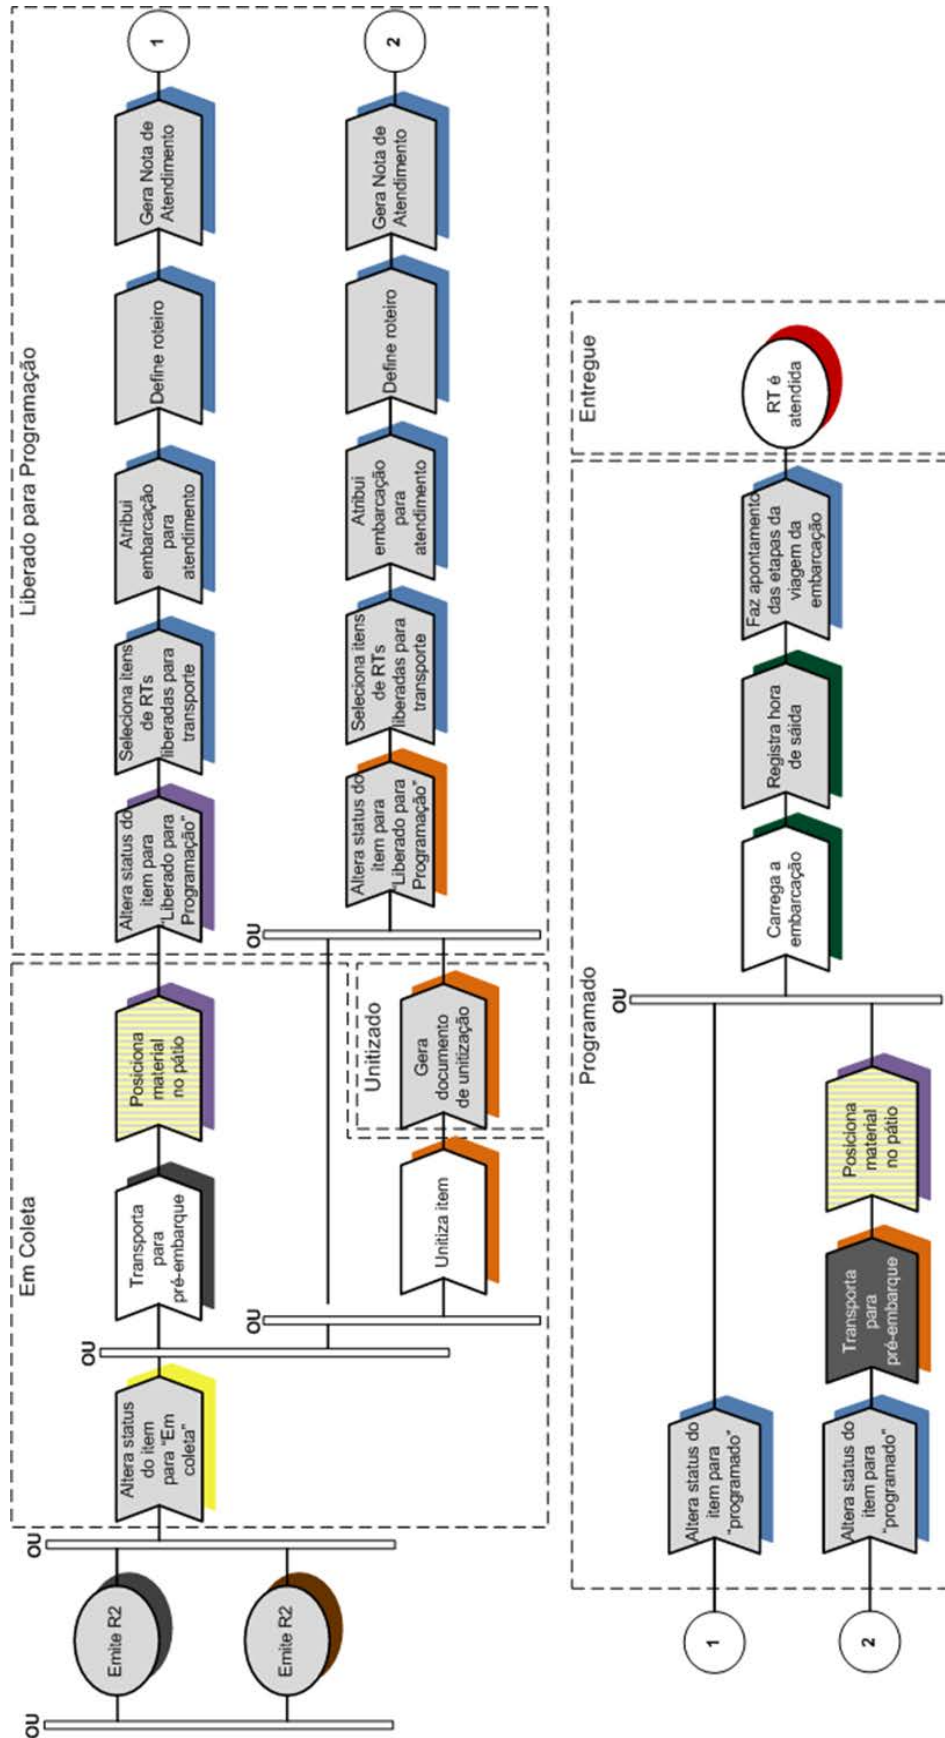 OU
Emite R2
Emite R2
OU
Em Coleta
Altera status
do item
para "Em
coleta"
OU
Transporta
para
pré-embarque
Posiciona
material
no pátio
OU
Unitiza item
Unitizado
Gera
documento
de unitização
OU
Liberado para Programação
Altera status do
item para
"Liberado para
Programação"
Seleciona itens
de RTs
liberadas para
transporte
Atribui
embarcação
para
atendimento
Define roteiro
Gera Nota de
Atendimento
1
Altera status do
item para
"Liberado para
Programação"
Seleciona itens
de RTs
liberadas para
transporte
Atribui
embarcação
para
atendimento
Define roteiro
Gera Nota de
Atendimento
2
Programado
1
Altera status do
item para
"programado"
2
Altera status do
item para
"programado"
Transporta
para
pré-embarque
Posiciona
material
no pátio
OU
Carrega a
embarcação
Registra hora
de sáida
Faz apontamento
das etapas da
viagem da
embarcação
Entregue
RT é
atendida